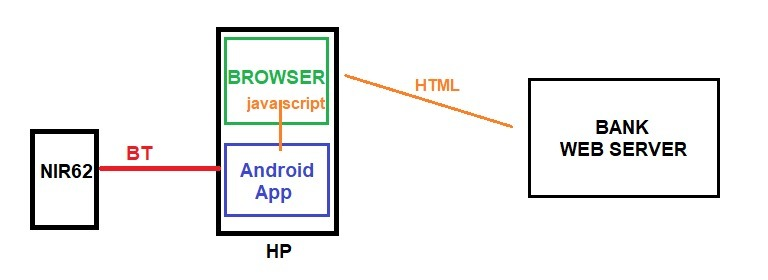 BROWSER
javascript
HTML
BANK
WEB SERVER
NIR62
BT
Android
App
HP